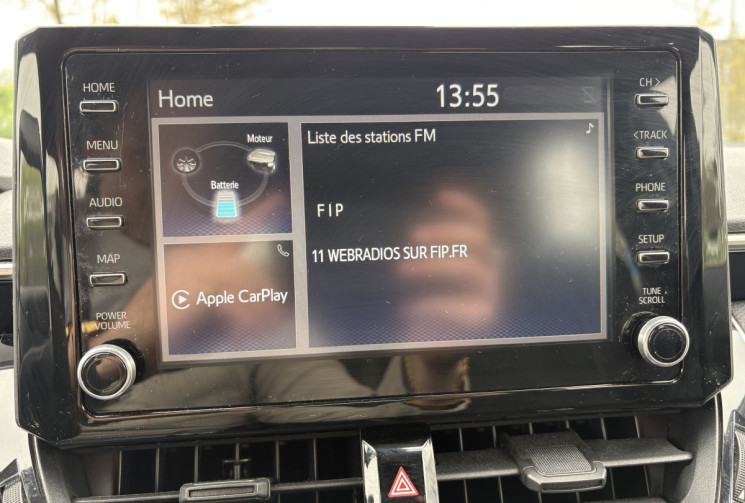 HOME
MENU
AUDIO
MAP
POWER
VOLUME
Home
13:55
Moteur
Batterie
Apple CarPlay
Liste des stations FM
FIP
11 WEBRADIOS SUR FIP.FR
CH >
< TRACK
PHONE
SETUP
TUNE
SCROLL